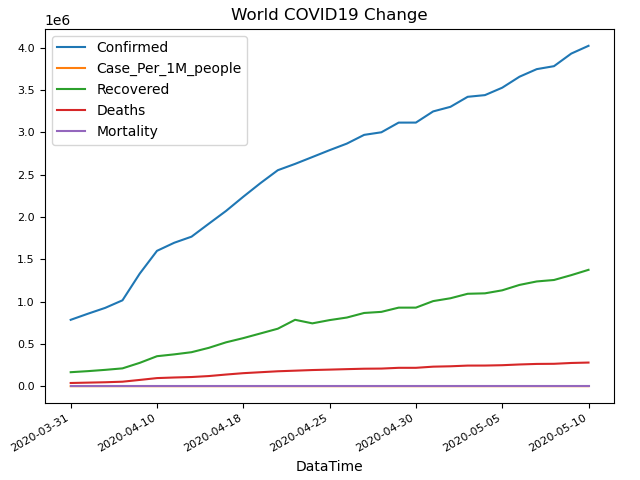 World COVID19 Change
1e6
Confirmed
Case_Per_1M_people
Recovered
Deaths
Mortality
4.0
3.5
3.0
2.5
2.0
1.5
1.0
0.5
0.0
2020-03-31
2020-04-10
2020-04-18
2020-04-25
2020-04-30
2020-05-05
2020-05-10
DataTime